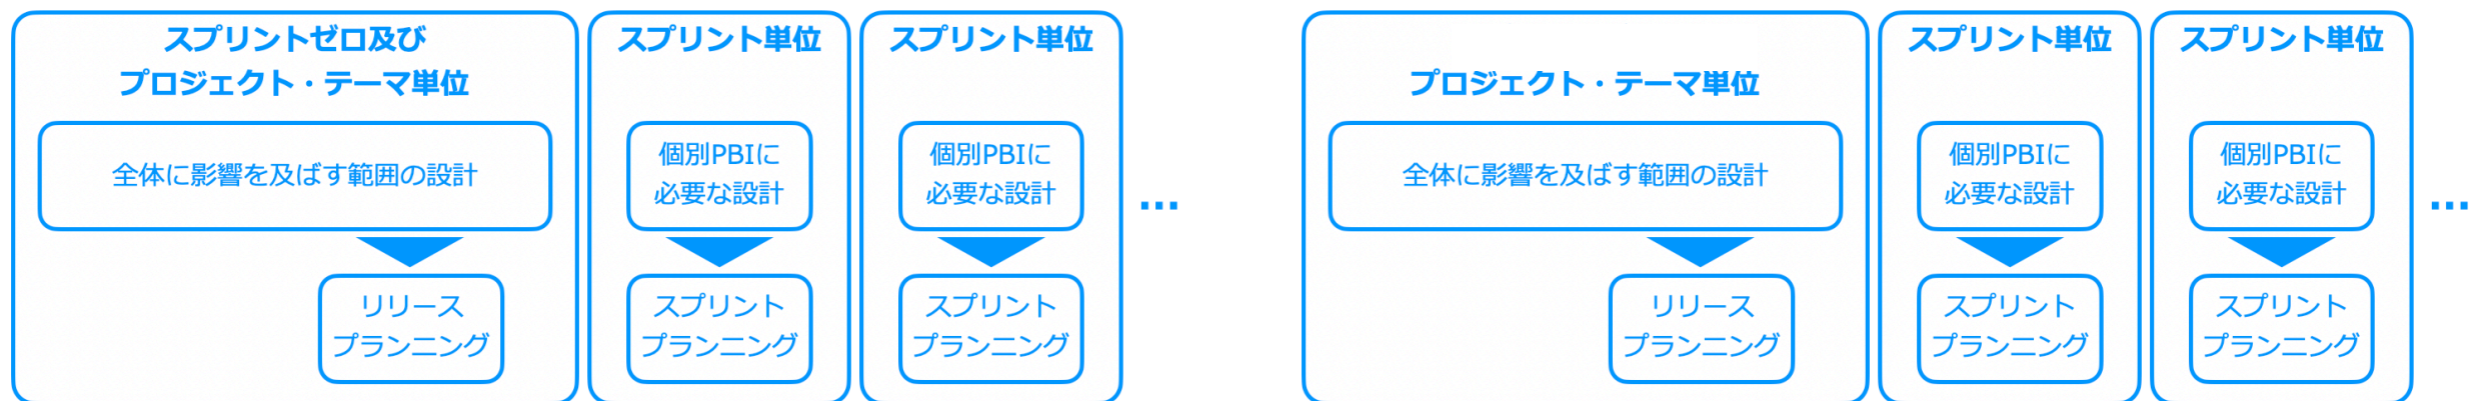 スプリントゼロ及び
プロジェクト・テーマ単位
全体に影響を及ばす範囲の設計
リリース
プランニング
スプリント単位
個別PBIに
必要な設計
スプリント
プランニング
スプリント単位
個別PBIに
必要な設計
スプリント
プランニング
...
プロジェクト・テーマ単位
全体に影響を及ばす範囲の設計
リリース
プランニング
スプリント単位
個別PBIに
必要な設計
スプリント
プランニング
スプリント単位
個別PBIに
必要な設計
スプリント
プランニング
...